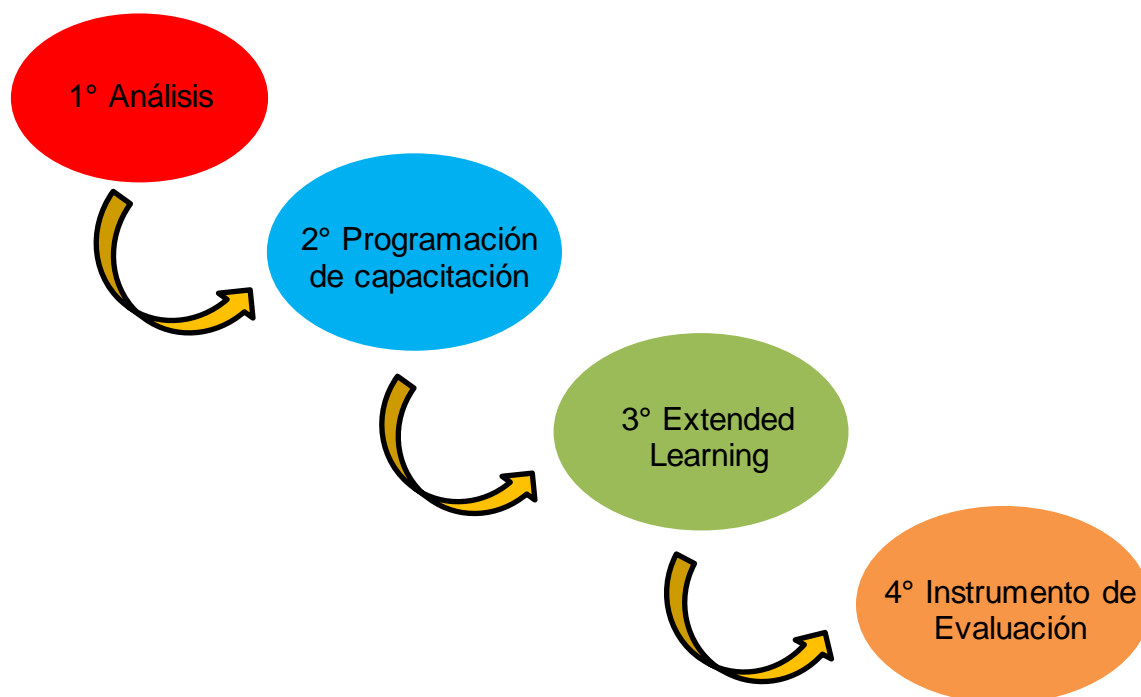 1° Análisis
2° Programación
de capacitación
3° Extended
Learning
4° Instrumento de
Evaluación